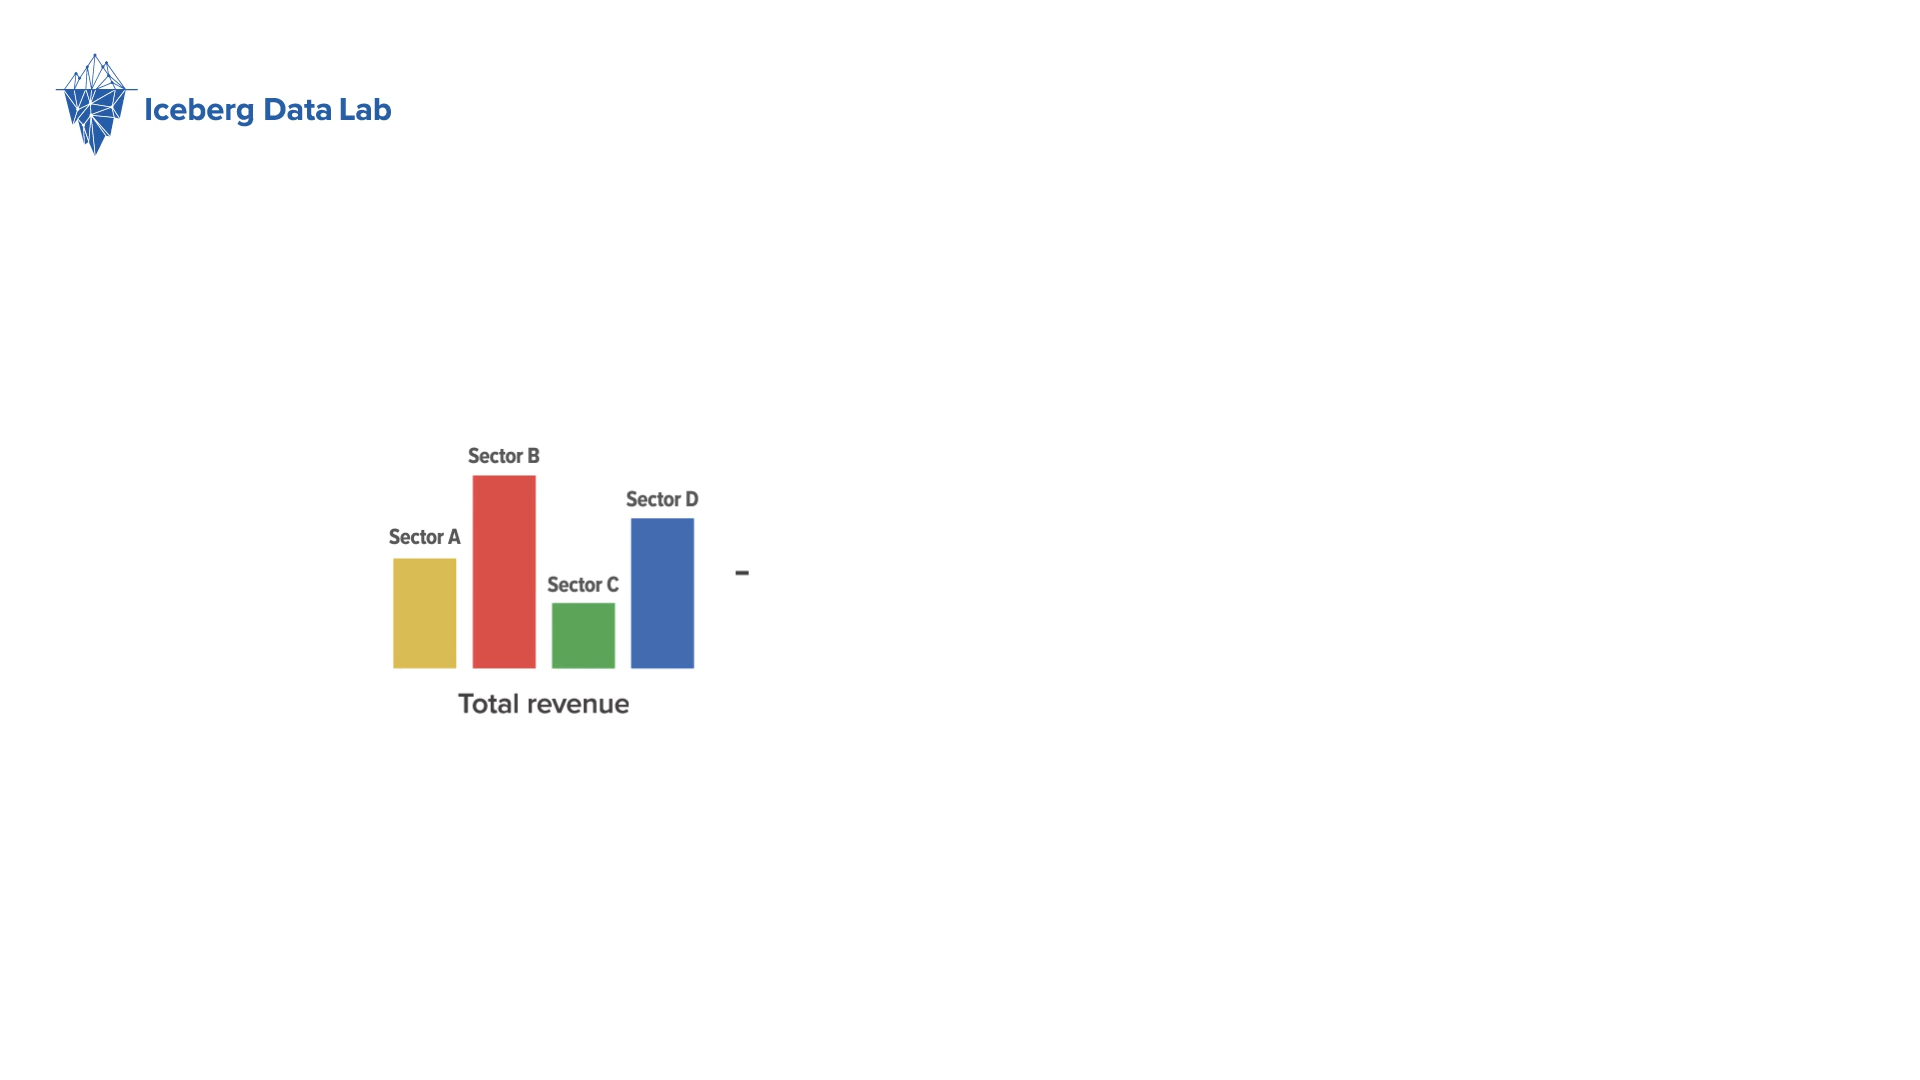 Iceberg Data Lab
Sector B
Sector D
Sector A
Sector C
–
Total revenue